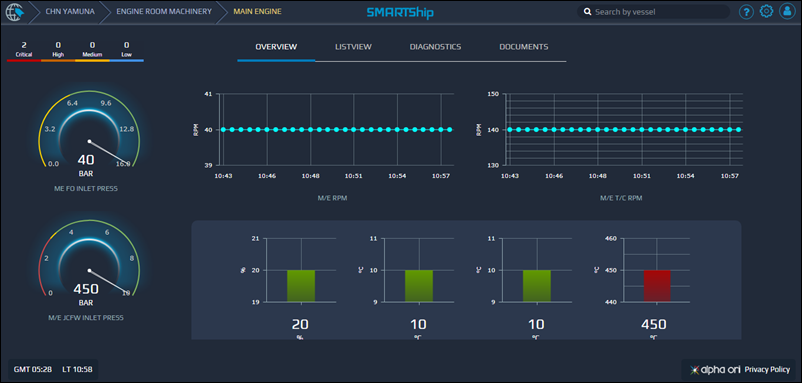 CHN YAMUNA ENGINE ROOM MACHINERY MAIN ENGINE SMARTShip Search by vessel ?
2 0 0 0
Critical High Medium Low
OVERVIEW LISTVIEW DIAGNOSTICS DOCUMENTS
0.0 3.2 6.4 9.6 12.8 16.0
40
BAR
ME FO INLET PRESS
41
40
39
RPM
10:43 10:46 10:48 10:51 10:54 10:57
M/E RPM
150
140
130
RPM
10:43 10:46 10:48 10:51 10:54 10:57
M/E T/C RPM
0 2 4 6 8 10
450
BAR
M/E JCFW INLET PRESS
21
20
19
%
20
%
11
10
9
°C
10
°C
11
10
9
°C
10
°C
460
450
440
°C
450
°C
GMT 05:28 LT 10:58
alpha ori Privacy Policy